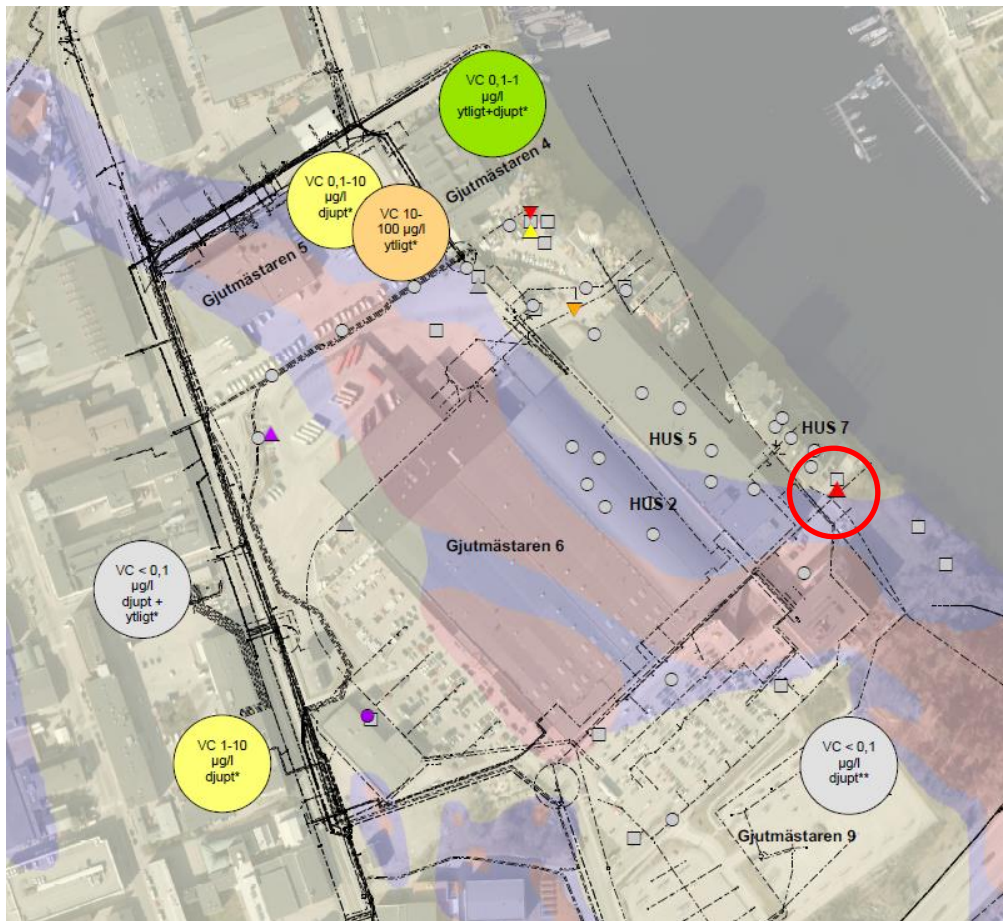 VC 0,1-1
µg/l
ytligt+djupt*
Gjutmästaren 4
VC 0,1-10
µg/l
djupt*
VC 10-
100 µg/l
ytligt*
Gjutmästaren 5
HUS 7
HUS 5
HUS 2
Gjutmästaren 6
VC < 0,1
µg/l
djupt +
ytligt*
VC 1-10
µg/l
djupt*
VC < 0,1
µg/l
djupt**
Gjutmästaren 9